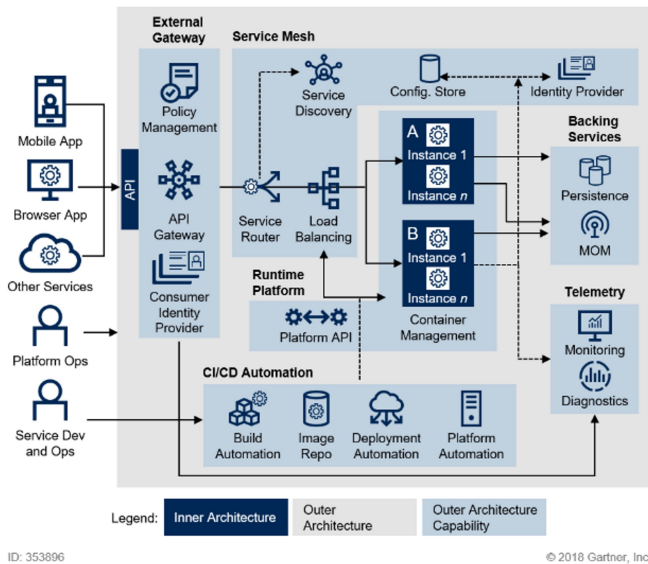 External
Gateway
Service Mesh
Mobile App
Browser App
Other Services
Platform Ops
Service Dev
and Ops
API
Policy
Management
API
Gateway
Consumer
Identity
Provider
Service
Discovery
Config. Store
Identity Provider
Service
Router
Load
Balancing
A
Instance 1
Instance n
B
Instance 1
Instance n
Container
Management
Backing
Services
Persistence
MOM
Runtime
Platform
Platform API
Telemetry
Monitoring
Diagnostics
CI/CD Automation
Build
Automation
Image
Repo
Deployment
Automation
Platform
Automation
Legend:
Inner Architecture
Outer
Architecture
Outer Architecture
Capability
ID: 353896
© 2018 Gartner, Inc